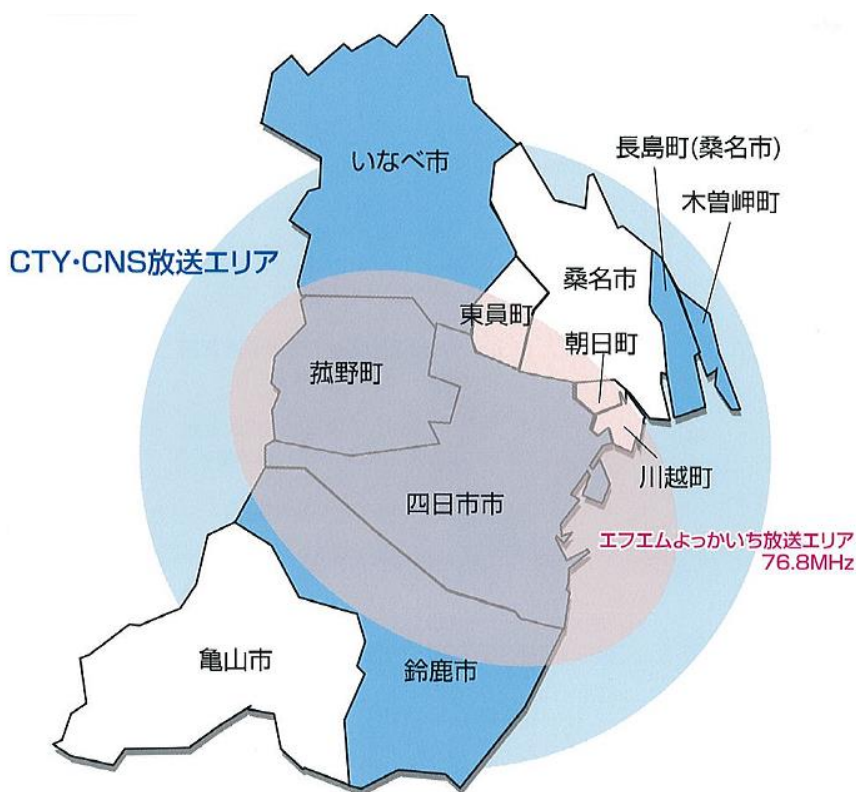 いなべ市
長島町(桑名市)
木曽岬町
CTY・CNS放送エリア
桑名市
東員町
朝日町
菰野町
川越町
四日市市
エフエムよっかいち放送エリア
76.8MHz
亀山市
鈴鹿市